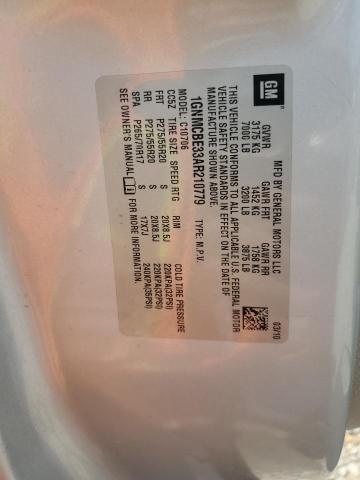 GM
MFD BY GENERAL MOTORS LLC
03/10
GVWR GAWR FRT GAWR RR
3175 KG 1452 KG 1758 KG
7000 LB 3200 LB 3875 LB
THIS VEHICLE CONFORMS TO ALL APPLICABLE U.S. FEDERAL MOTOR
VEHICLE SAFETY STANDARDS IN EFFECT ON THE DATE OF
MANUFACTURE SHOWN ABOVE.
1GNMCBE33AR210779 TYPE: M.P.V.
MODEL: C10706
CC5Z TIRE SIZE SPEED RTG RIM COLD TIRE PRESSURE
FRT P275/55R20 S 20X8.5J 220KPA(32PSI)
RR P275/55R20 S 20X8.5J 220KPA(32PSI)
SPA P265/70R17 S 17X7J 240KPA(35PSI)
SEE OWNER'S MANUAL FOR MORE INFORMATION.